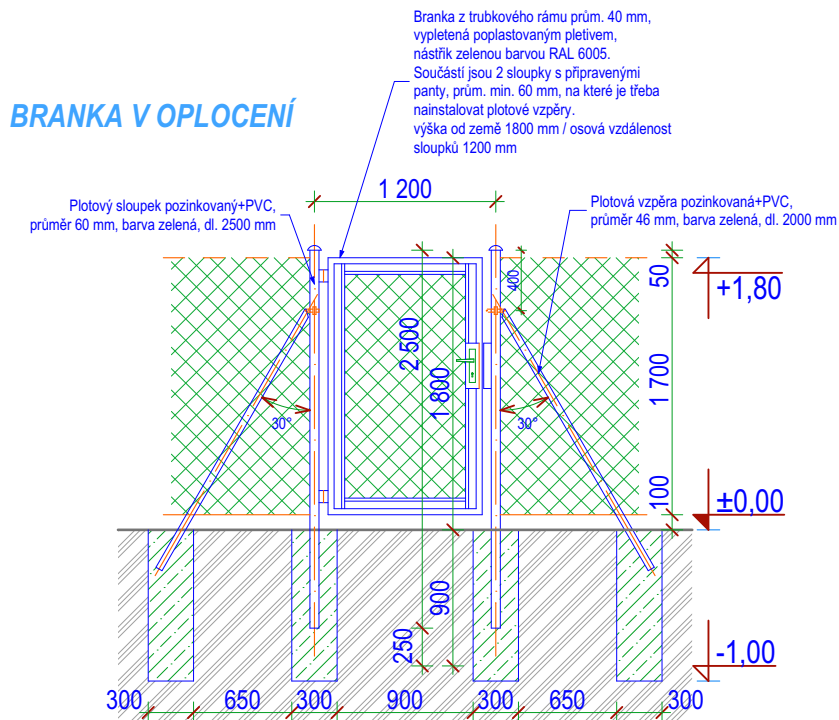 Branka z trubkového rámu prům. 40 mm,
vypletená poplastovaným pletivem,
nástřik zelenou barvou RAL 6005.
Součástí jsou 2 sloupky s připravenými
panty, prům. min. 60 mm, na které je třeba
nainstalovat plotové vzpěry.
výška od země 1800 mm / osová vzdálenost
sloupků 1200 mm
BRANKA V OPLOCENÍ
Plotový sloupek pozinkovaný+PVC,
průměr 60 mm, barva zelená, dl. 2500 mm
1 200
Plotová vzpěra pozinkovaná+PVC,
průměr 46 mm, barva zelená, dl. 2000 mm
400
50
+1,80
2 500
1 800
1 700
30°
30°
100
±0,00
900
250
-1,00
300
650
300
900
300
650
300